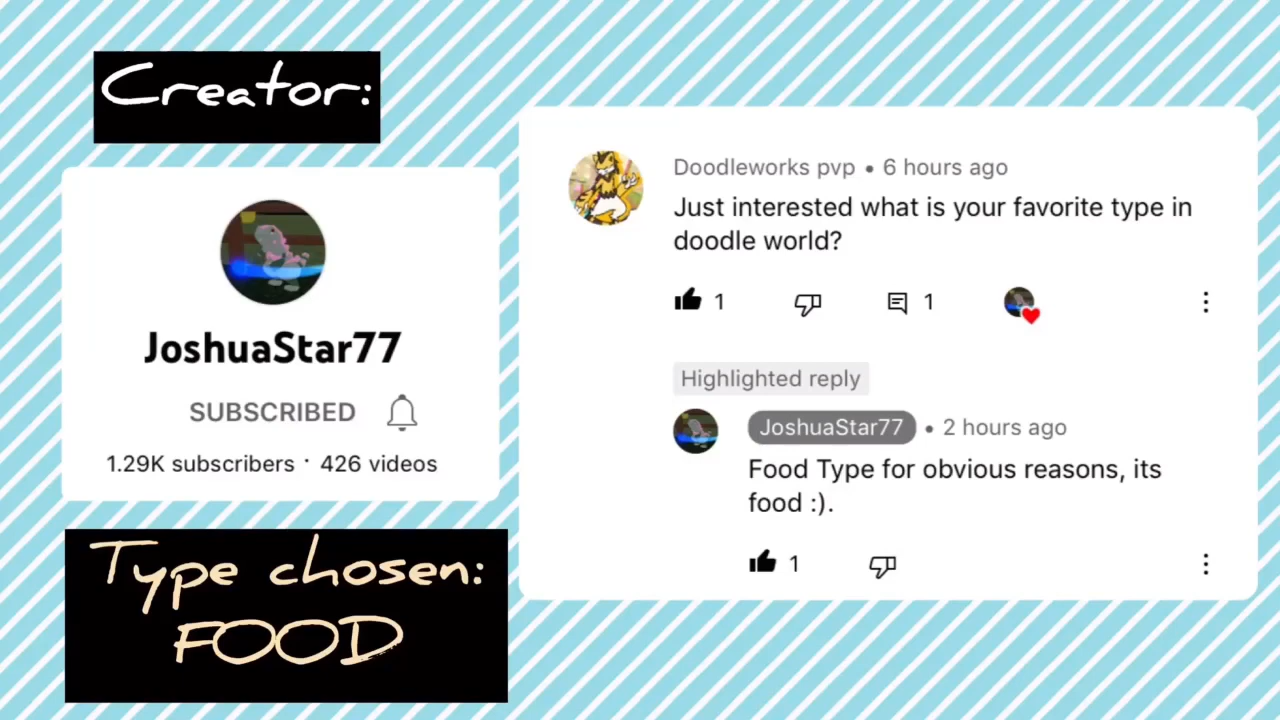 Creator:
JoshuaStar77
SUBSCRIBED
1.29K subscribers · 426 videos
Type chosen:
FOOD
Doodleworks pvp • 6 hours ago
Just interested what is your favorite type in
doodle world?
1 1
Highlighted reply
JoshuaStar77 • 2 hours ago
Food Type for obvious reasons, its
food :).
1